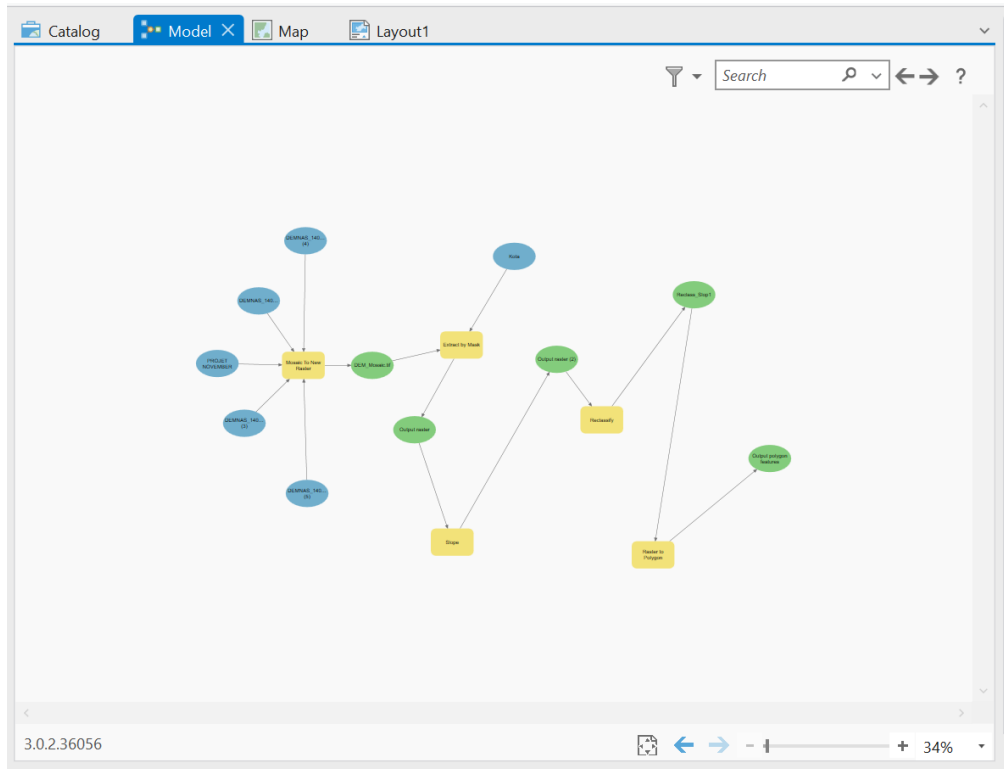 Catalog
Model
Map
Layout1
Search
?
DEMNAS_140...
(4)
Kota
DEMNAS_140...
Reclass_Slop1
Extract by Mask
Mosaic To New
Raster
PROJET
NOVEMBER
DEM_Mosaic.tif
Output raster (2)
Reclassify
DEMNAS_140...
(3)
Output raster
Output polygon
features
DEMNAS_140...
Slope
Raster to
Polygon
3.0.2.36056
34%